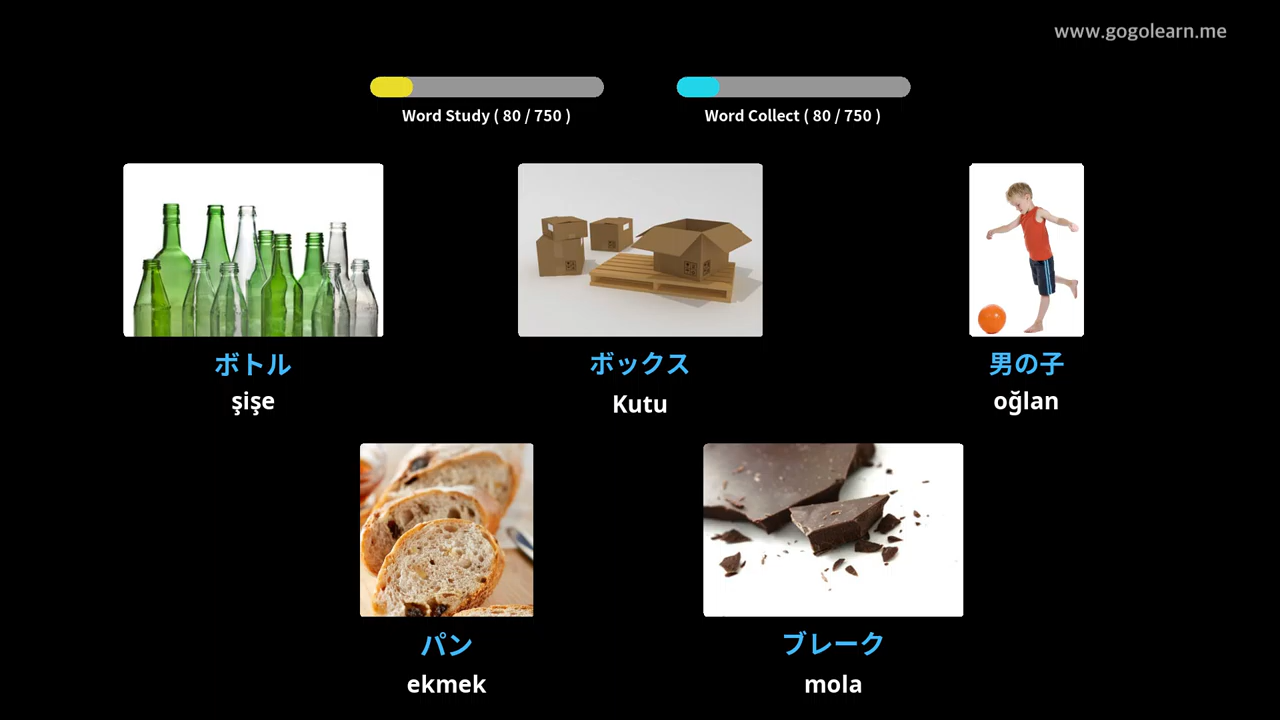 www.gogolearn.me
Word Study ( 80 / 750 )
Word Collect ( 80 / 750 )
ボトル
şişe
ボックス
Kutu
男の子
oğlan
パン
ekmek
ブレーク
mola